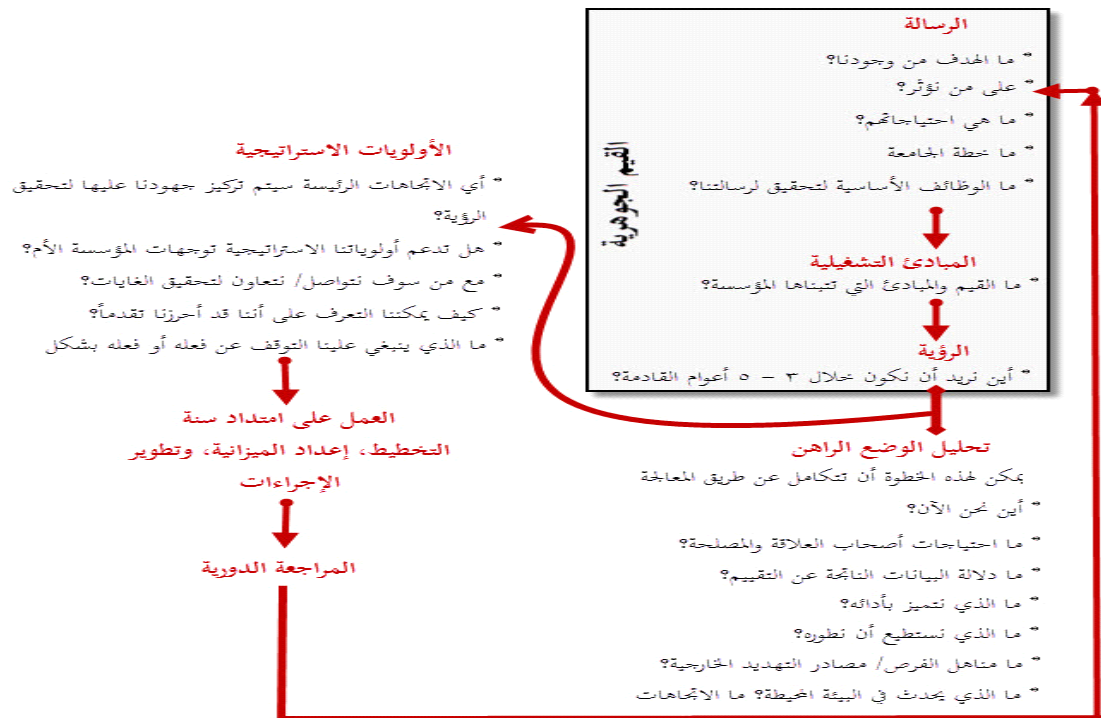 الرسالة
ما الهدف من وجودنا؟
على من نؤثر؟
ما هي احتياجاتهم؟
ما خطة الجامعة
ما الوظائف الأساسية لتحقيق لرسالتنا؟
القيم الجوهرية
المبادئ التشغيلية
ما القيم والمبادئ التي تتبناها المؤسسة؟
الرؤية
أين نريد أن نكون خلال ٣ – ٥ أعوام القادمة؟
تحليل الوضع الراهن
يمكن لهذه الخطوة أن تتكامل عن طريق المعالجة
أين نحن الآن؟
ما احتياجات أصحاب العلاقة والمصلحة؟
ما دلالة البيانات الناتجة عن التقييم؟
ما الذي نتميز بأدائه؟
ما الذي نستطيع أن نطوره؟
ما مناهل الفرص/ مصادر التهديد الخارجية؟
ما الذي يحدث في البيئة المحيطة؟ ما الاتجاهات
الأولويات الاستراتيجية
أي الاتجاهات الرئيسة سيتم تركيز جهودنا عليها لتحقيق
الرؤية؟
هل تدعم أولوياتنا الاستراتيجية توجهات المؤسسة الأم؟
مع من سوف نتواصل/ نتعاون لتحقيق الغايات؟
كيف يمكننا التعرف على أننا قد أحرزنا تقدماً؟
ما الذي ينبغي علينا التوقف عن فعله أو فعله بشكل
العمل على امتداد سنة
التخطيط، إعداد الميزانية، وتطوير
الإجراءات
المراجعة الدورية